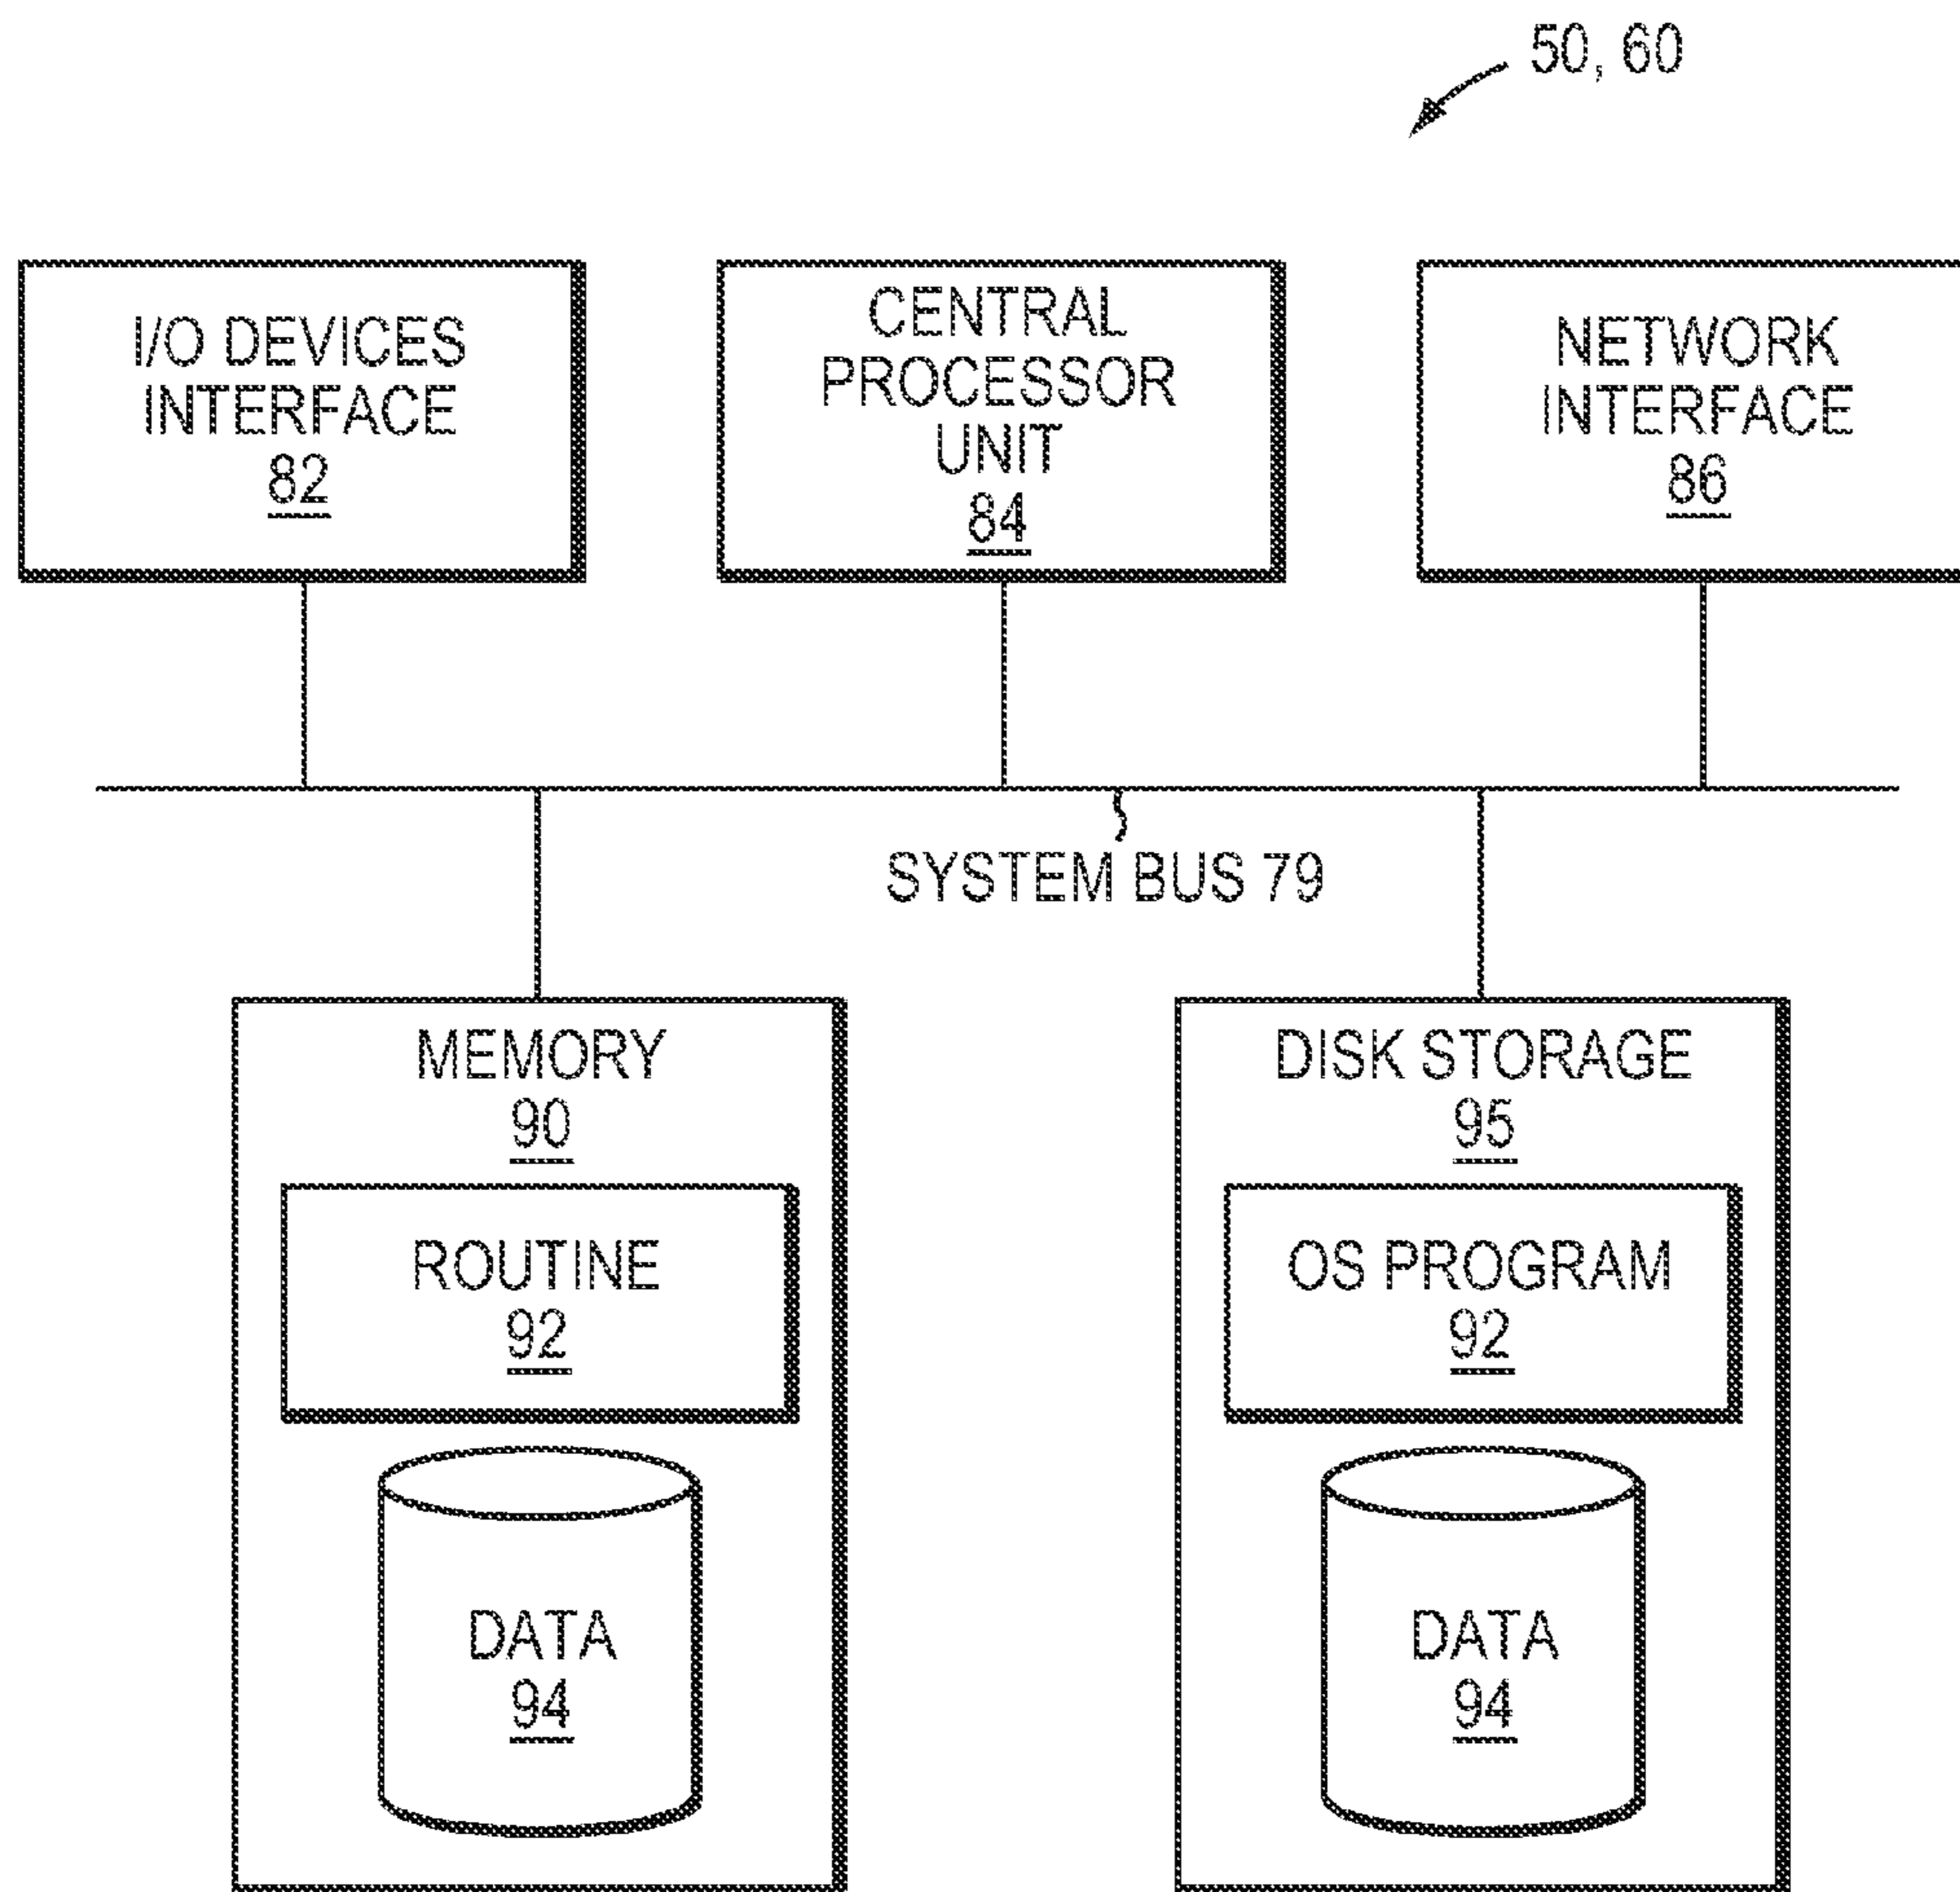 50, 60
I/O DEVICES
INTERFACE
82
CENTRAL
PROCESSOR
UNIT
84
NETWORK
INTERFACE
86
SYSTEM BUS 79
MEMORY
90
ROUTINE
92
DATA
94
DISK STORAGE
95
OS PROGRAM
92
DATA
94